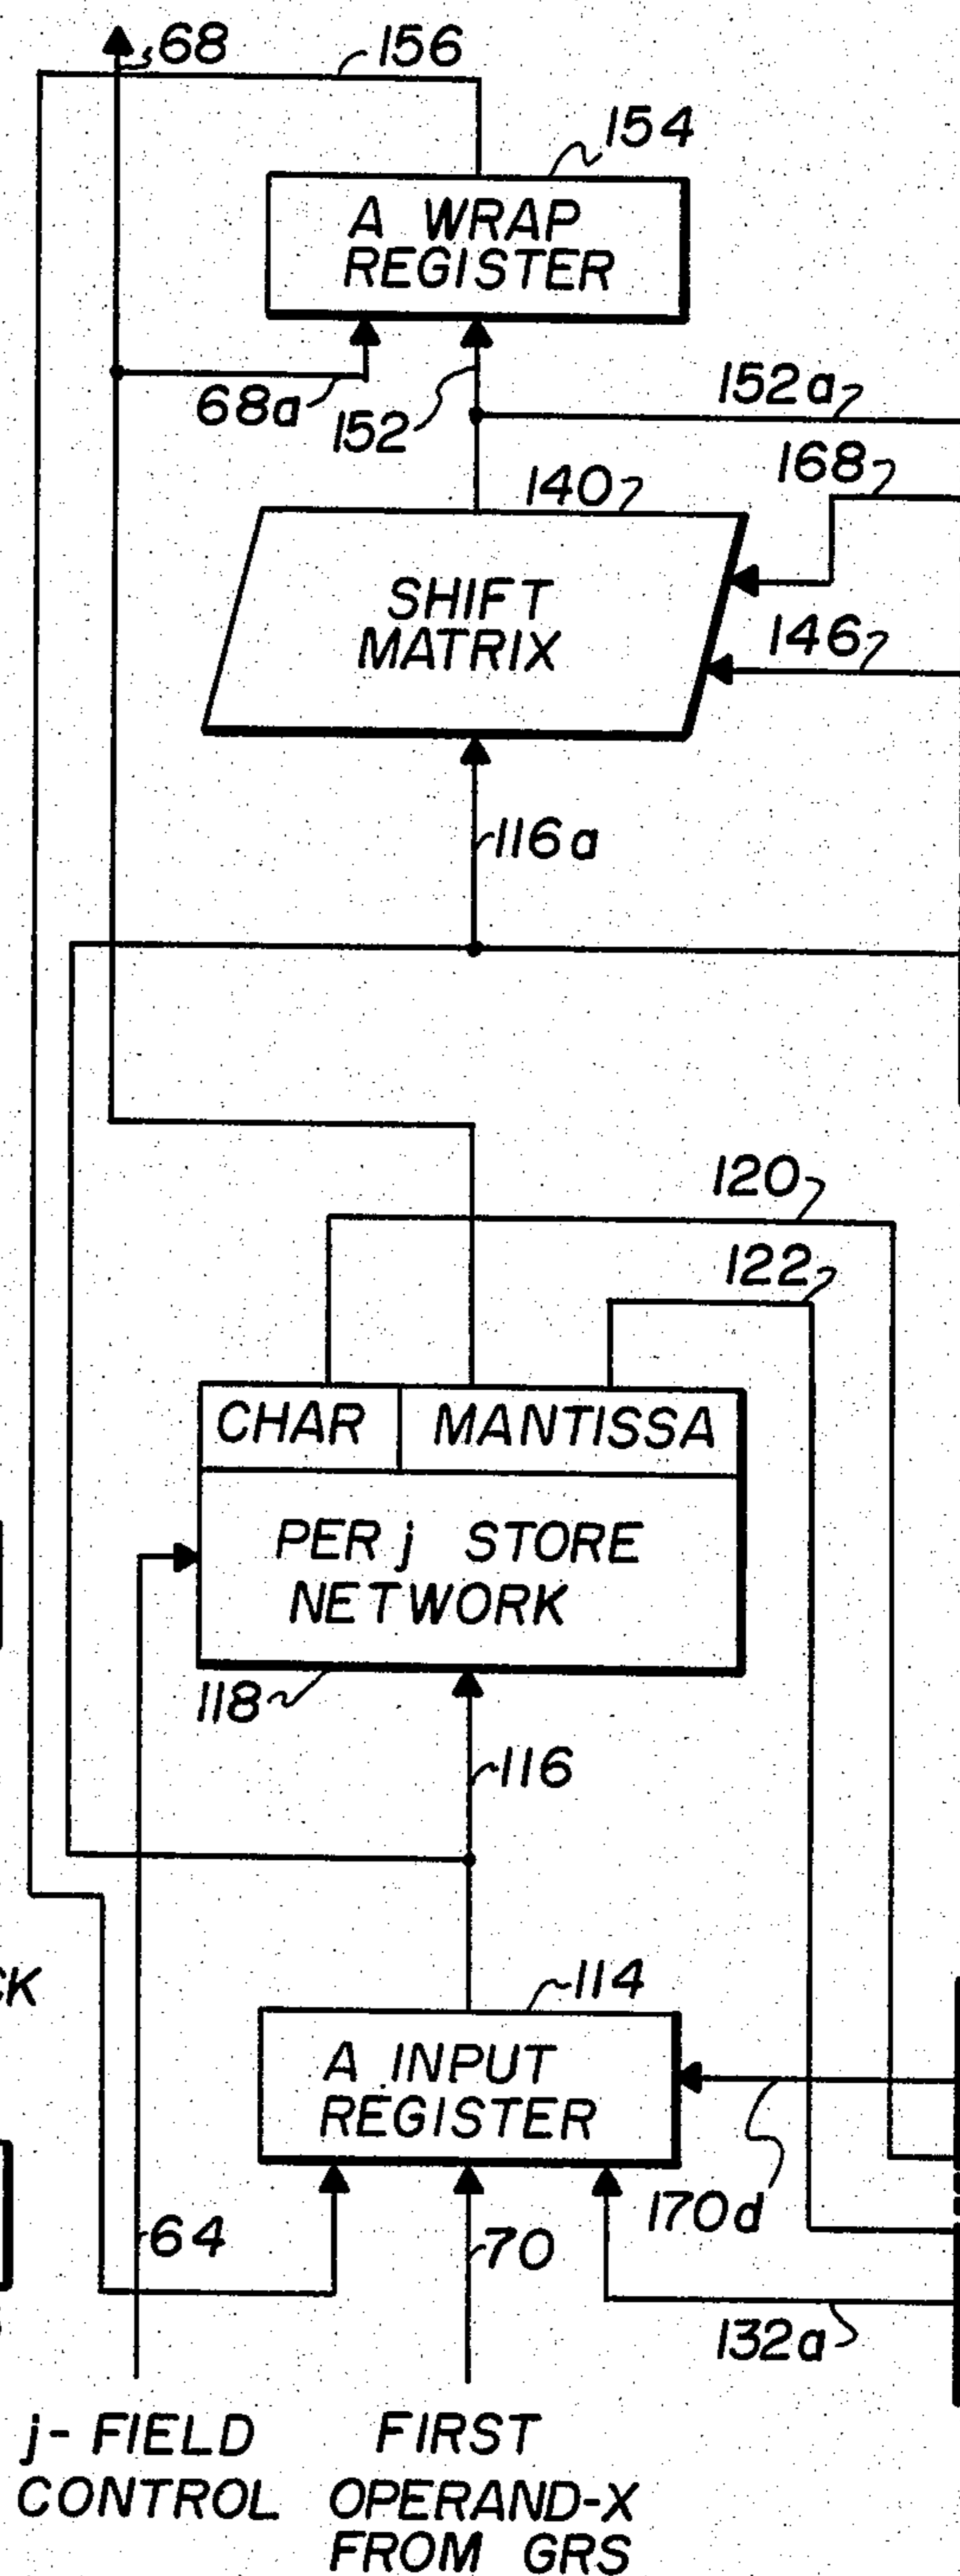 68
156
154
A WRAP
REGISTER
68a
152
152a
168
140
SHIFT
MATRIX
146
116a
120
122
CHAR
MANTISSA
PER j STORE
NETWORK
118
116
114
A INPUT
REGISTER
170d
64
70
132a
j-FIELD
CONTROL
FIRST
OPERAND-X
FROM GRS